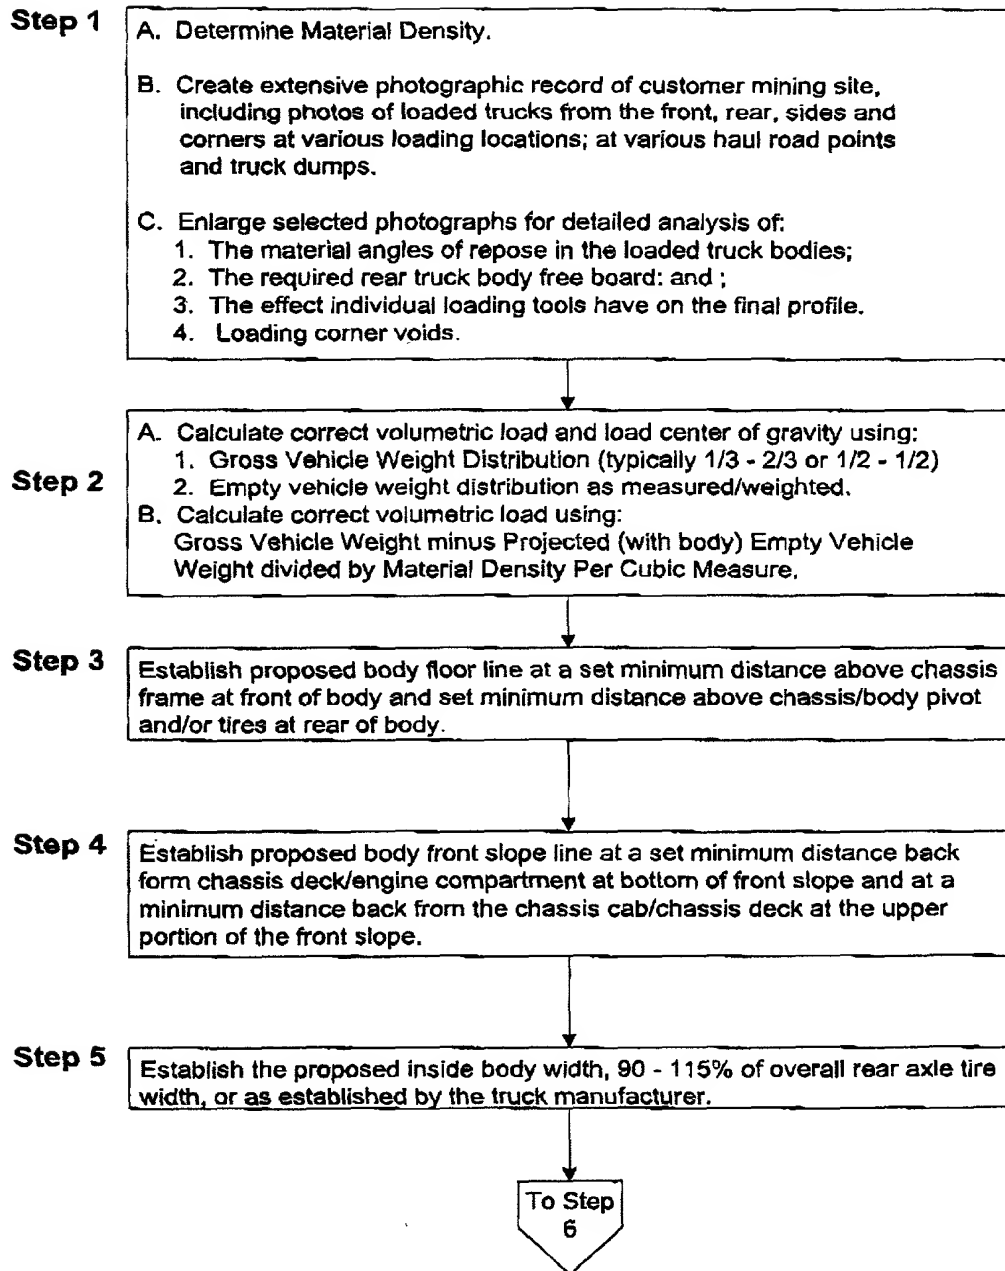 Step 1
A. Determine Material Density.
B. Create extensive photographic record of customer mining site,
including photos of loaded trucks from the front, rear, sides and
corners at various loading locations; at various haul road points
and truck dumps.
C. Enlarge selected photographs for detailed analysis of:
1. The material angles of repose in the loaded truck bodies;
2. The required rear truck body free board: and ;
3. The effect individual loading tools have on the final profile.
4. Loading corner voids.
Step 2
A. Calculate correct volumetric load and load center of gravity using:
1. Gross Vehicle Weight Distribution (typically 1/3 - 2/3 or 1/2 - 1/2)
2. Empty vehicle weight distribution as measured/weighted.
B. Calculate correct volumetric load using:
Gross Vehicle Weight minus Projected (with body) Empty Vehicle
Weight divided by Material Density Per Cubic Measure.
Step 3
Establish proposed body floor line at a set minimum distance above chassis
frame at front of body and set minimum distance above chassis/body pivot
and/or tires at rear of body.
Step 4
Establish proposed body front slope line at a set minimum distance back
form chassis deck/engine compartment at bottom of front slope and at a
minimum distance back from the chassis cab/chassis deck at the upper
portion of the front slope.
Step 5
Establish the proposed inside body width, 90 - 115% of overall rear axle tire
width, or as established by the truck manufacturer.
To Step
6